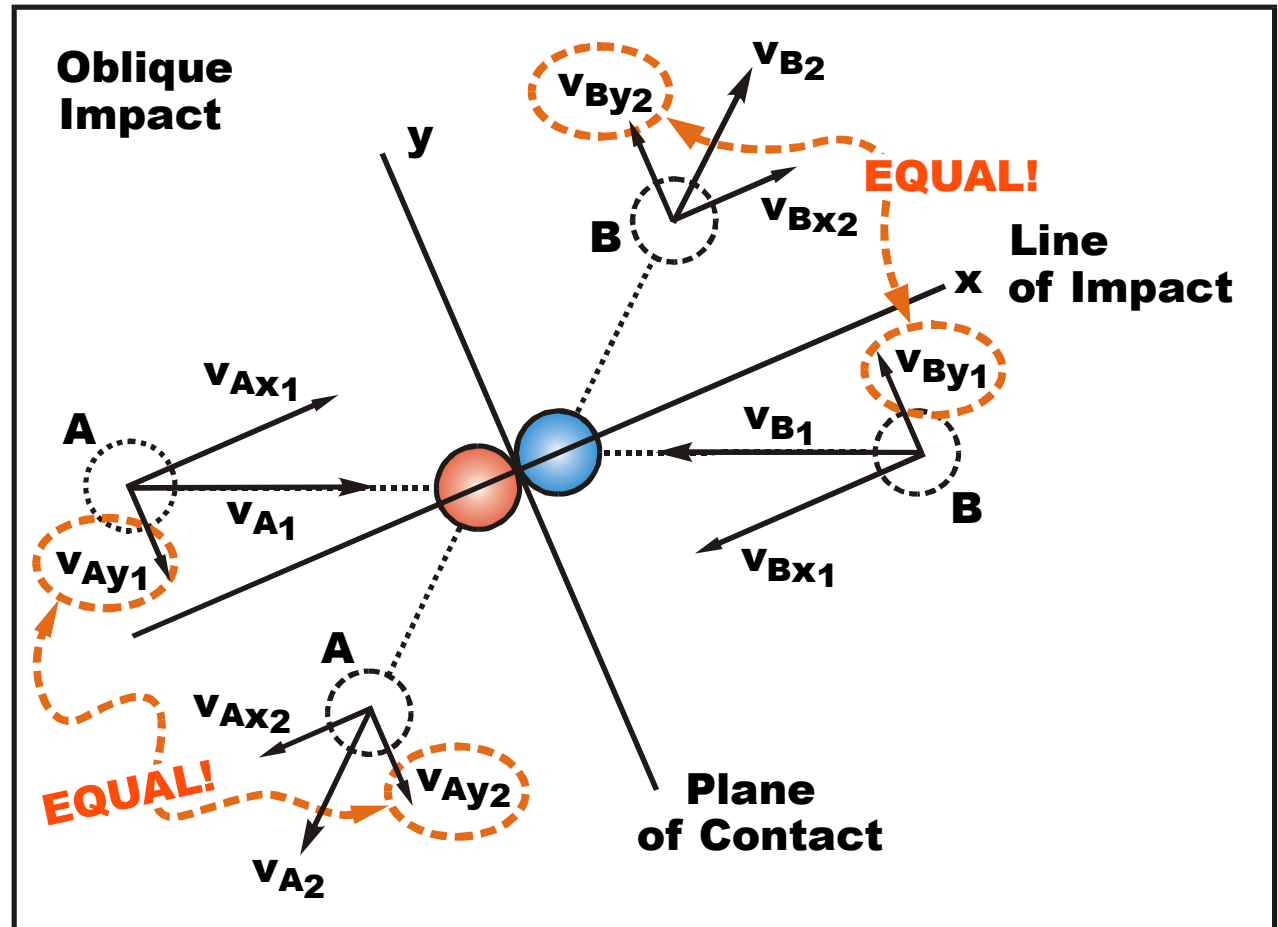 Oblique
Impact
vBy2
vB2
y
EQUAL!
B
vBx2
Line
of Impact
x
vAx1
vBy1
A
vB1
vA1
B
vAy1
vBx1
A
vAx2
EQUAL!
vAy2
Plane
of Contact
vA2